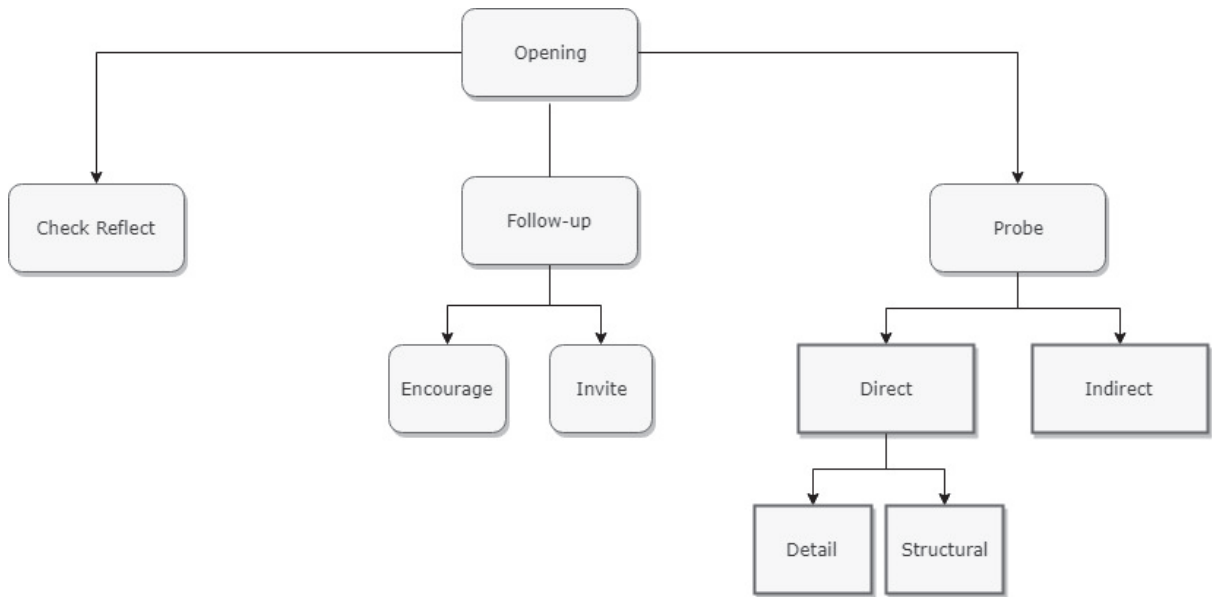 Opening
Check Reflect
Follow-up
Probe
Encourage
Invite
Direct
Indirect
Detail
Structural